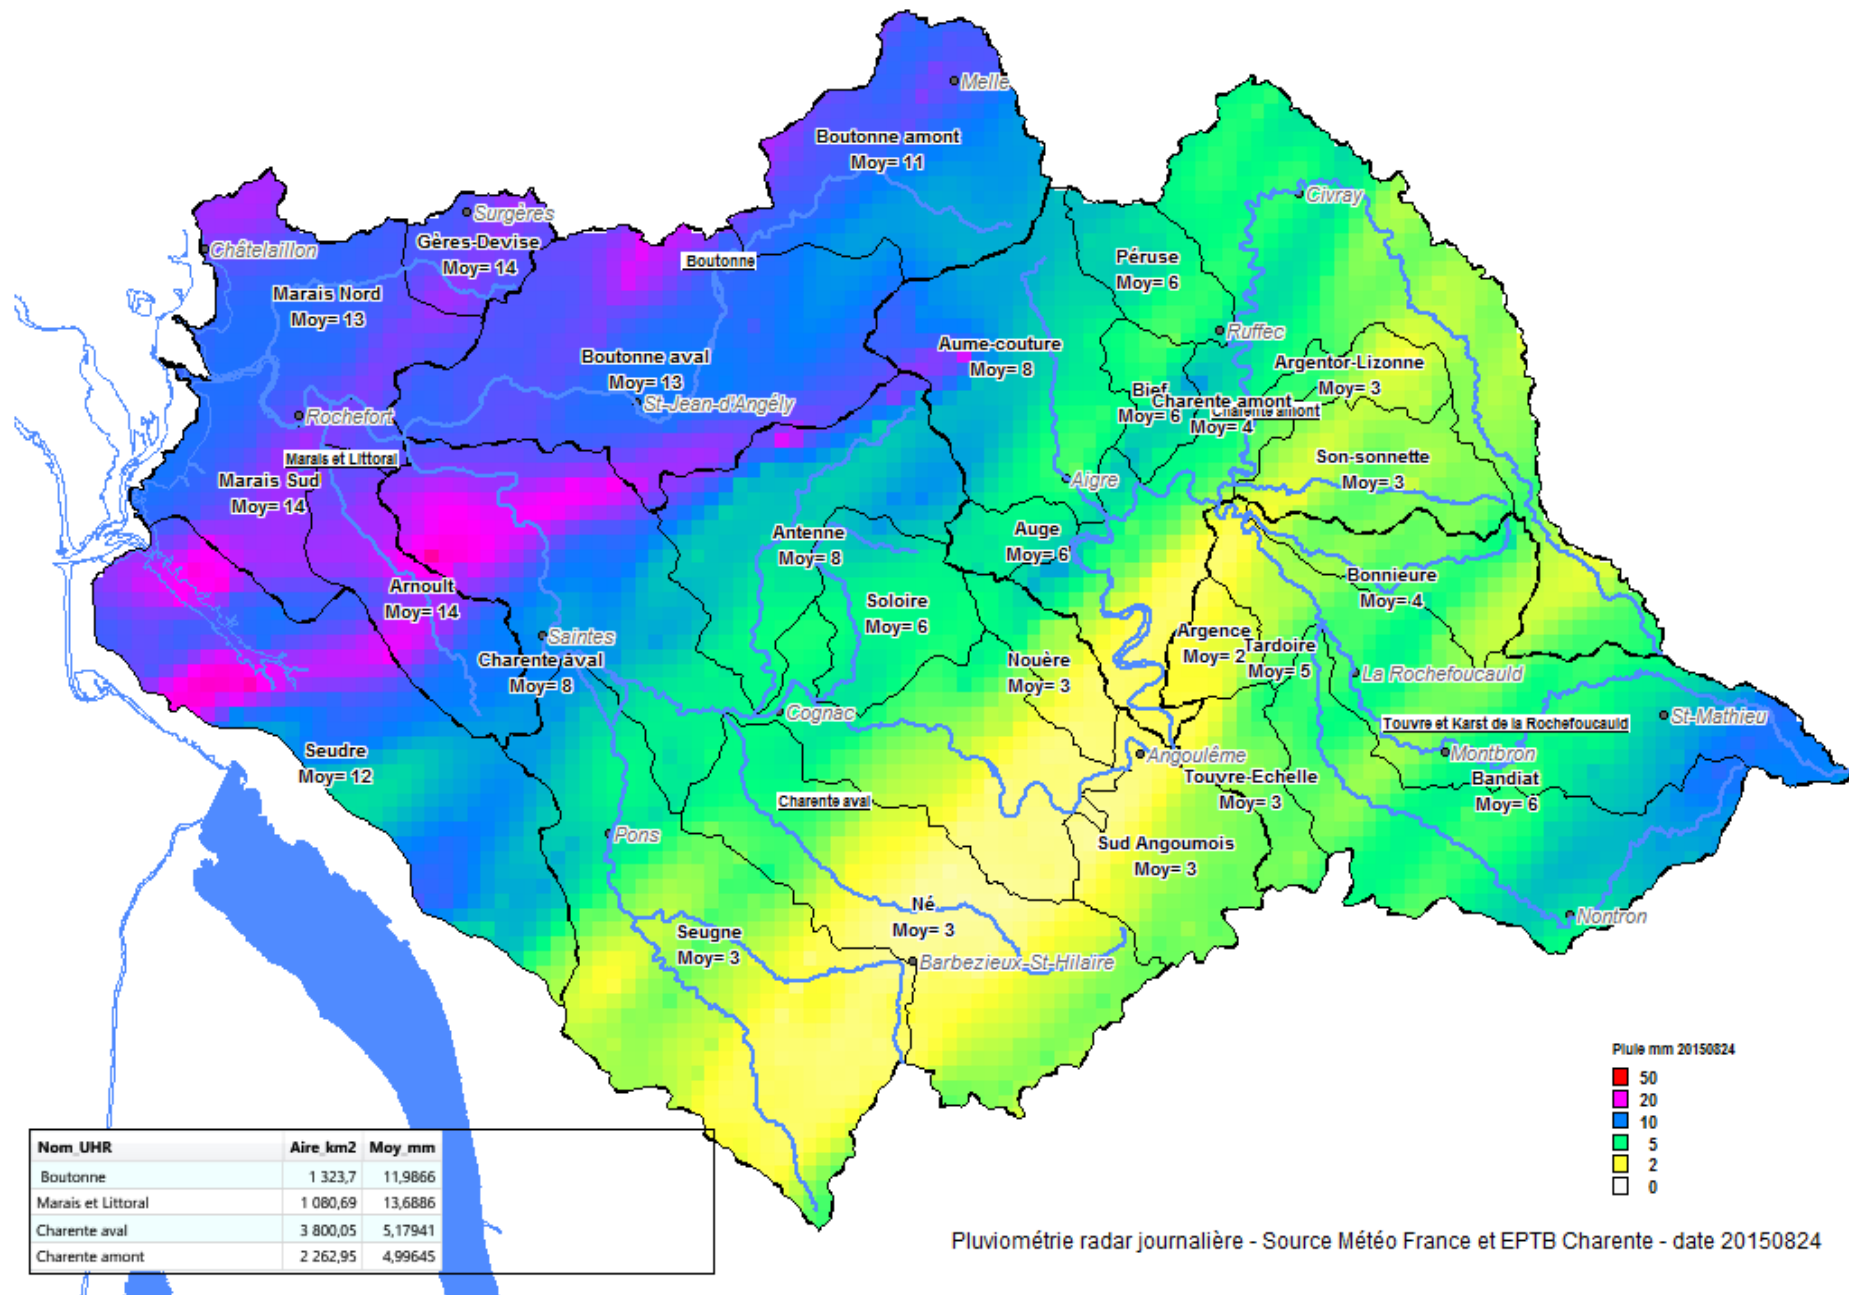 Melle
Boutonne amont
Moy= 11
Civray
Surgères
Châtelaillon
Gères-Devise
Moy= 14
Boutonne
Péruse
Moy= 6
Marais Nord
Moy= 13
Ruffec
Aume-couture
Moy= 8
Boutonne aval
Moy= 13
Argentor-Lizonne
Moy= 3
Bief
Moy= 6
Charente amont
Moy= 4
Charente amont
St-Jean-d'Angély
Rochefort
Marais et Littoral
Son-sonnette
Moy= 3
Marais Sud
Moy= 14
Aigre
Antenne
Moy= 8
Auge
Moy= 6
Arnoult
Moy= 14
Bonnieure
Moy= 4
Soloire
Moy= 6
Saintes
Argence
Moy= 2
Tardoire
Moy= 5
Charente aval
Moy= 8
Nouère
Moy= 3
La Rochefoucauld
Cognac
St-Mathieu
Touvre et Karst de la Rochefoucauld
Seudre
Moy= 12
Angoulême
Montbron
Touvre-Echelle
Moy= 3
Bandiat
Moy= 6
Charente aval
Pons
Sud Angoumois
Moy= 3
Né
Moy= 3
Nontron
Seugne
Moy= 3
Barbezieux-St-Hilaire
Pluie mm 20150824
50
20
10
5
2
0
Nom_UHR Aire_km2 Moy_mm
Boutonne 1 323,7 11,9866
Marais et Littoral 1 080,69 13,6886
Charente aval 3 800,05 5,17941
Charente amont 2 262,95 4,99645
Pluviométrie radar journalière - Source Météo France et EPTB Charente - date 20150824